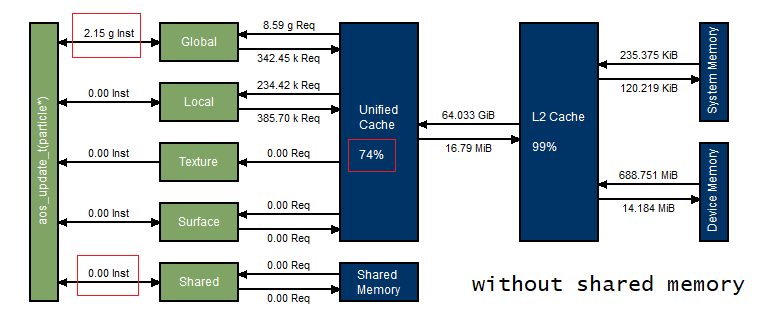 aos_update_t(particle*)
2.15 g Inst
Global
8.59 g Req
342.45 k Req
0.00 Inst
Local
234.42 k Req
385.70 k Req
0.00 Inst
Texture
0.00 Req
0.00 Inst
Surface
0.00 Req
0.00 Req
0.00 Inst
Shared
0.00 Req
0.00 Req
Unified
Cache
74%
Shared
Memory
64.033 GiB
16.79 MiB
L2 Cache
99%
235.375 KiB
120.219 KiB
System Memory
688.751 MiB
14.184 MiB
Device Memory
without shared memory